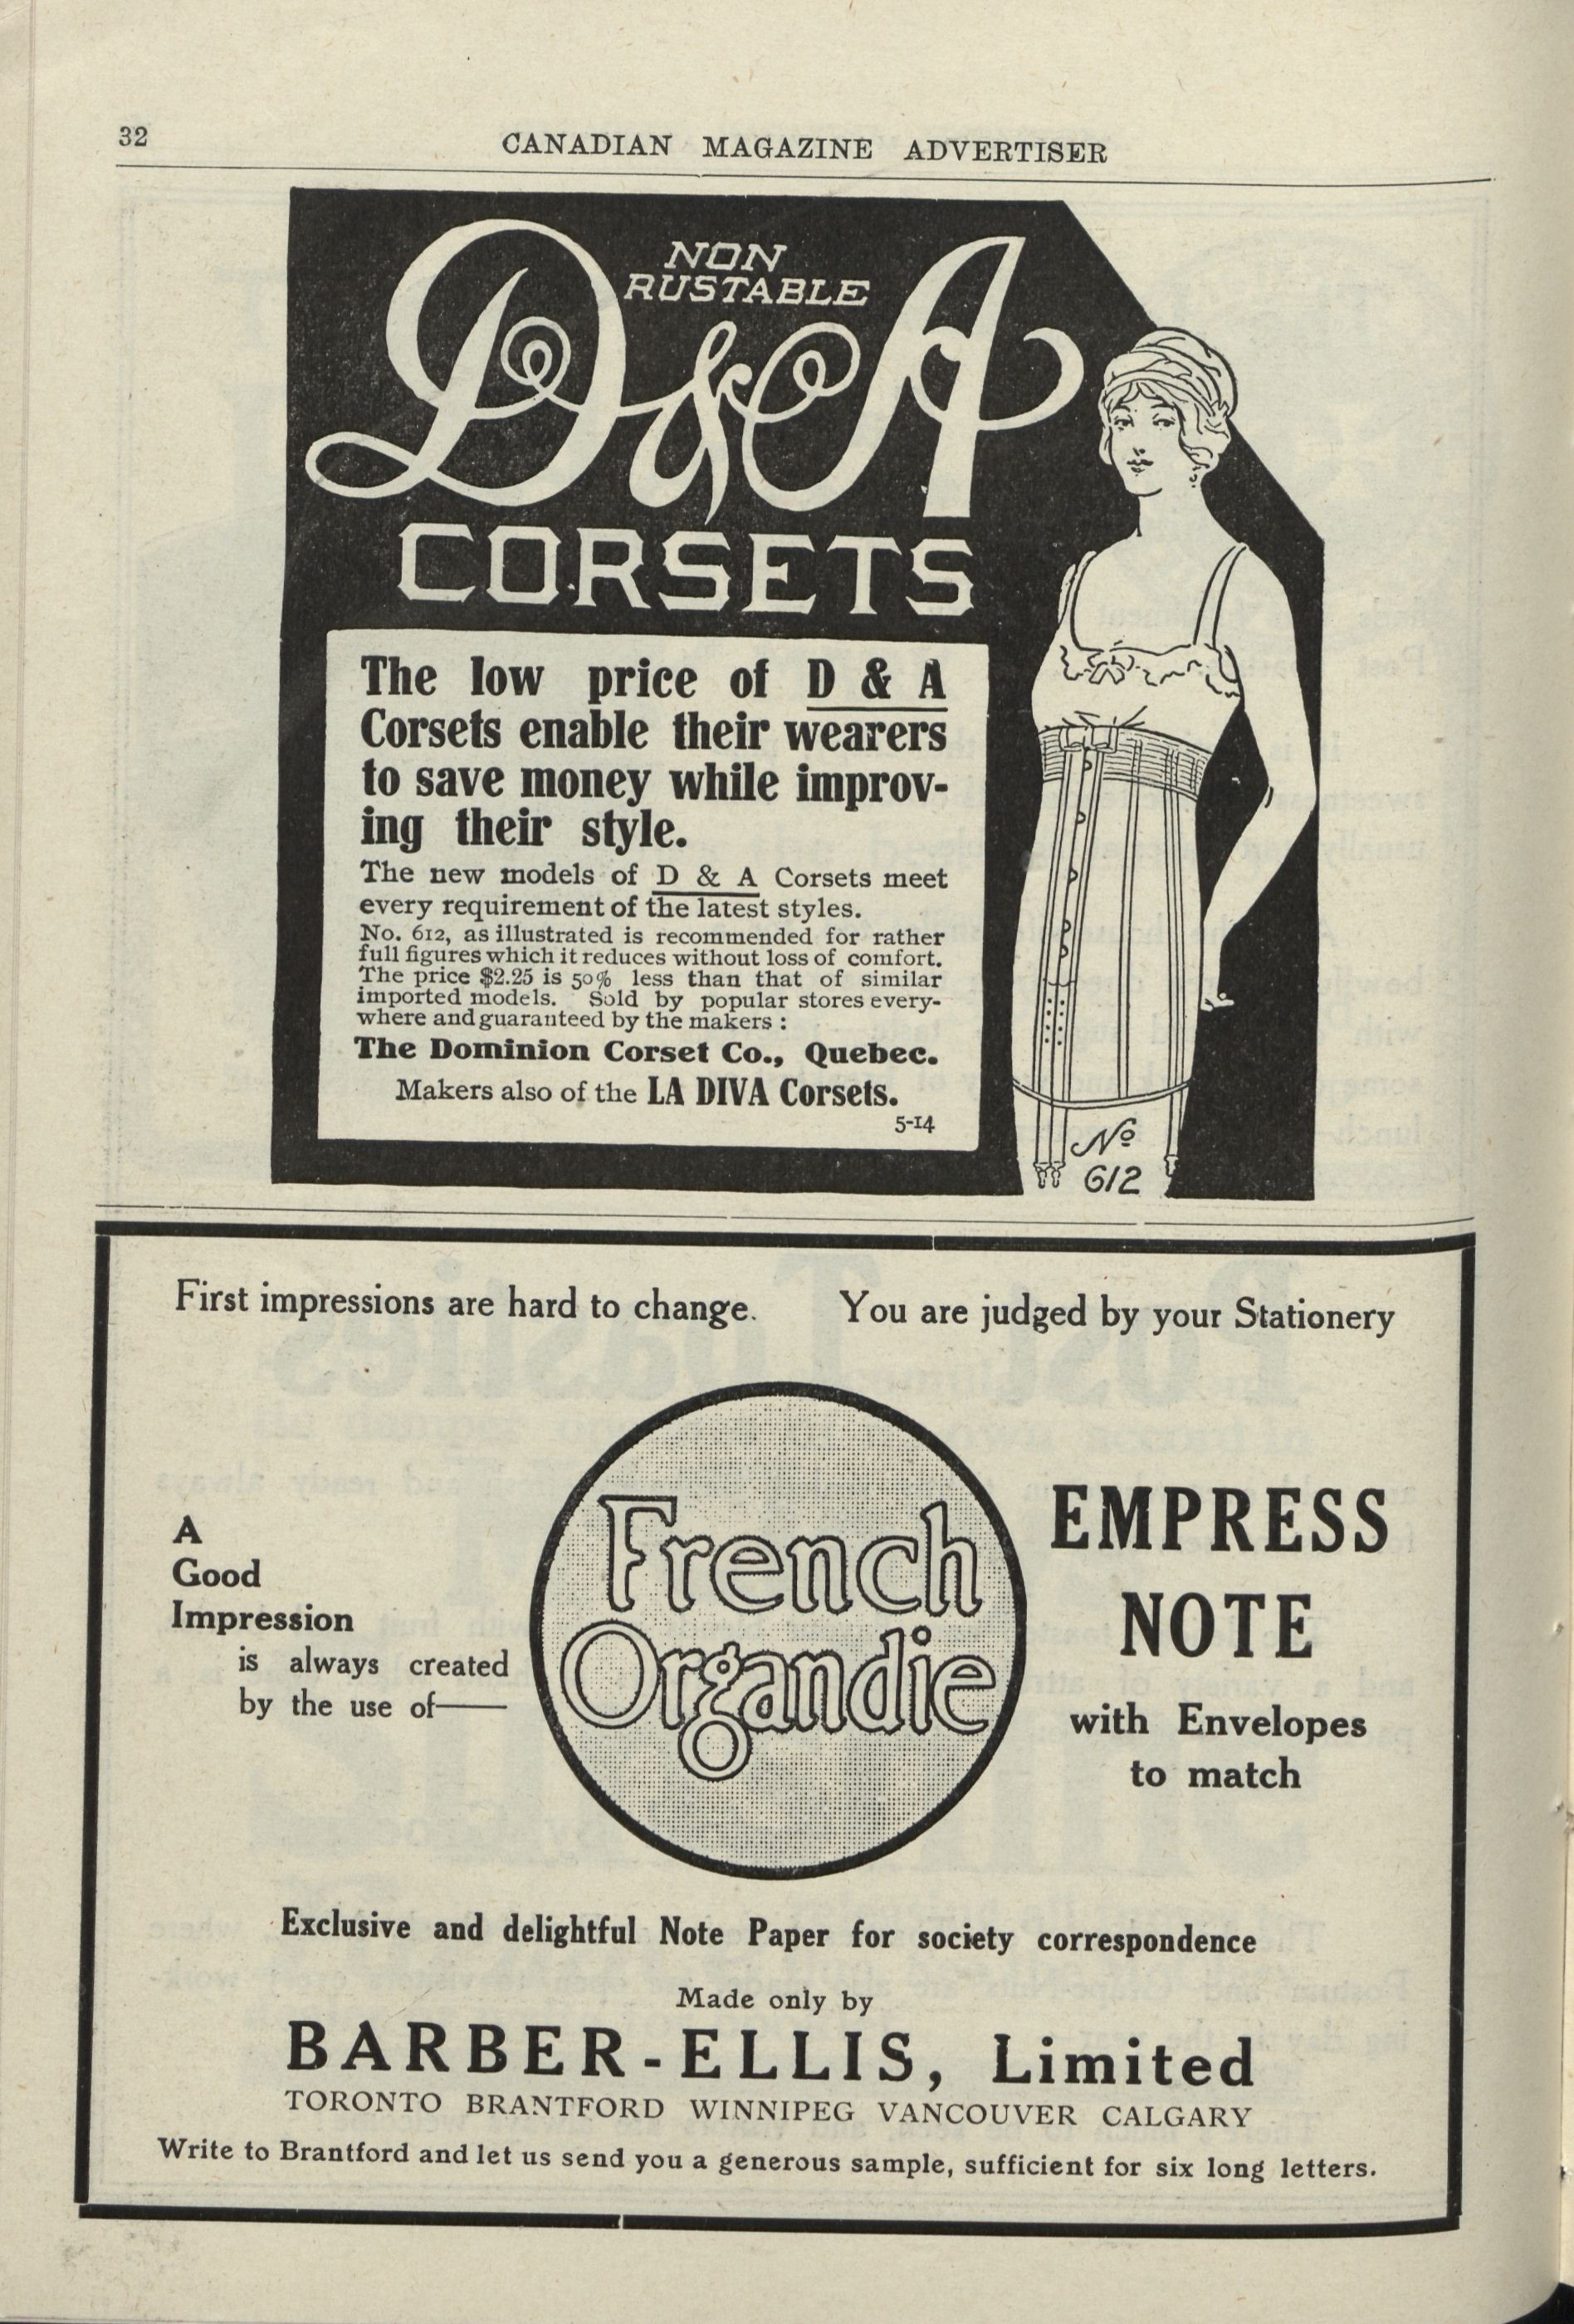 32
CANADIAN MAGAZINE ADVERTISER
NON
RUSTABLE
D & A
CORSETS
The low price of D & A
Corsets enable their wearers
to save money while improv-
ing their style.
The new models of D & A Corsets meet
every requirement of the latest styles.
No. 612, as illustrated is recommended for rather
full figures which it reduces without loss of comfort.
The price $2.25 is 50% less than that of similar
imported models. Sold by popular stores every-
where and guaranteed by the makers :
The Dominion Corset Co., Quebec.
Makers also of the LA DIVA Corsets.
5-14
No
612
First impressions are hard to change. You are judged by your Stationery
A
Good
Impression
is always created
by the use of——
French
Organdie
EMPRESS
NOTE
with Envelopes
to match
Exclusive and delightful Note Paper for society correspondence
Made only by
BARBER-ELLIS, Limited
TORONTO BRANTFORD WINNIPEG VANCOUVER CALGARY
Write to Brantford and let us send you a generous sample, sufficient for six long letters.